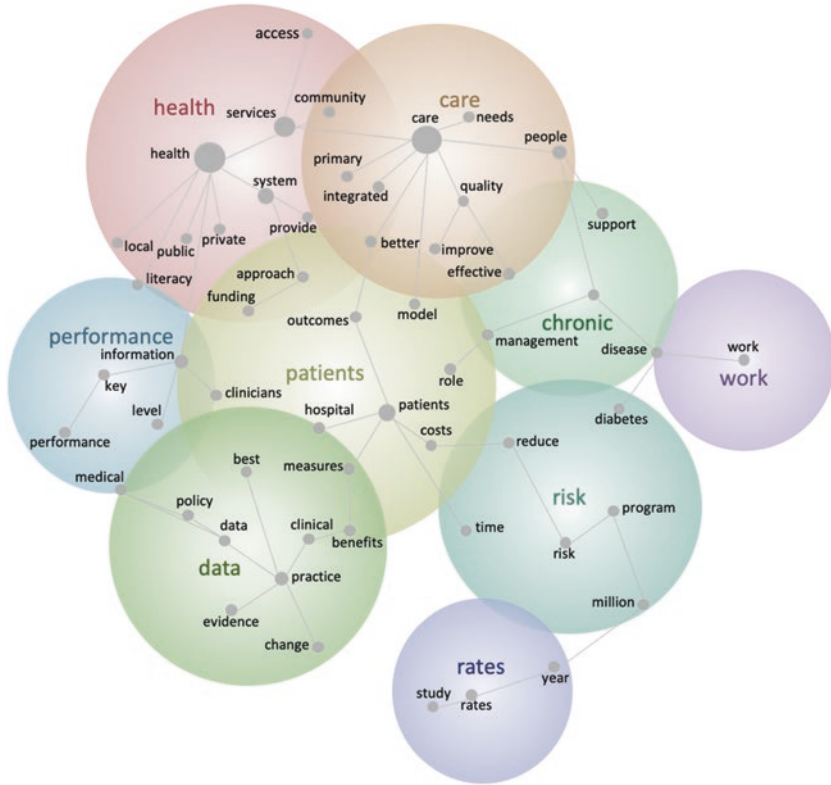 access
community
health
care
services
care
needs
people
health
primary
system
integrated
quality
support
local
public
private
provide
better
improve
effective
literacy
approach
funding
outcomes
model
chronic
performance
management
information
disease
work
patients
work
key
role
clinicians
diabetes
level
hospital
patients
performance
costs
reduce
best
measures
medical
risk
policy
program
data
clinical
time
benefits
risk
data
practice
evidence
million
change
rates
year
study
rates